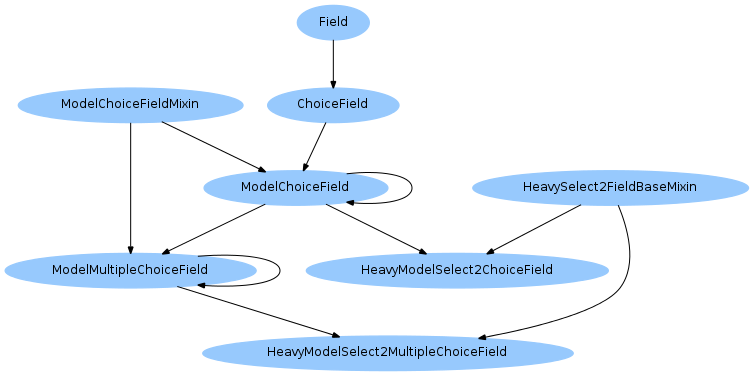 Field
ModelChoiceFieldMixin
ChoiceField
ModelChoiceField
HeavySelect2FieldBaseMixin
ModelMultipleChoiceField
HeavyModelSelect2ChoiceField
HeavyModelSelect2MultipleChoiceField